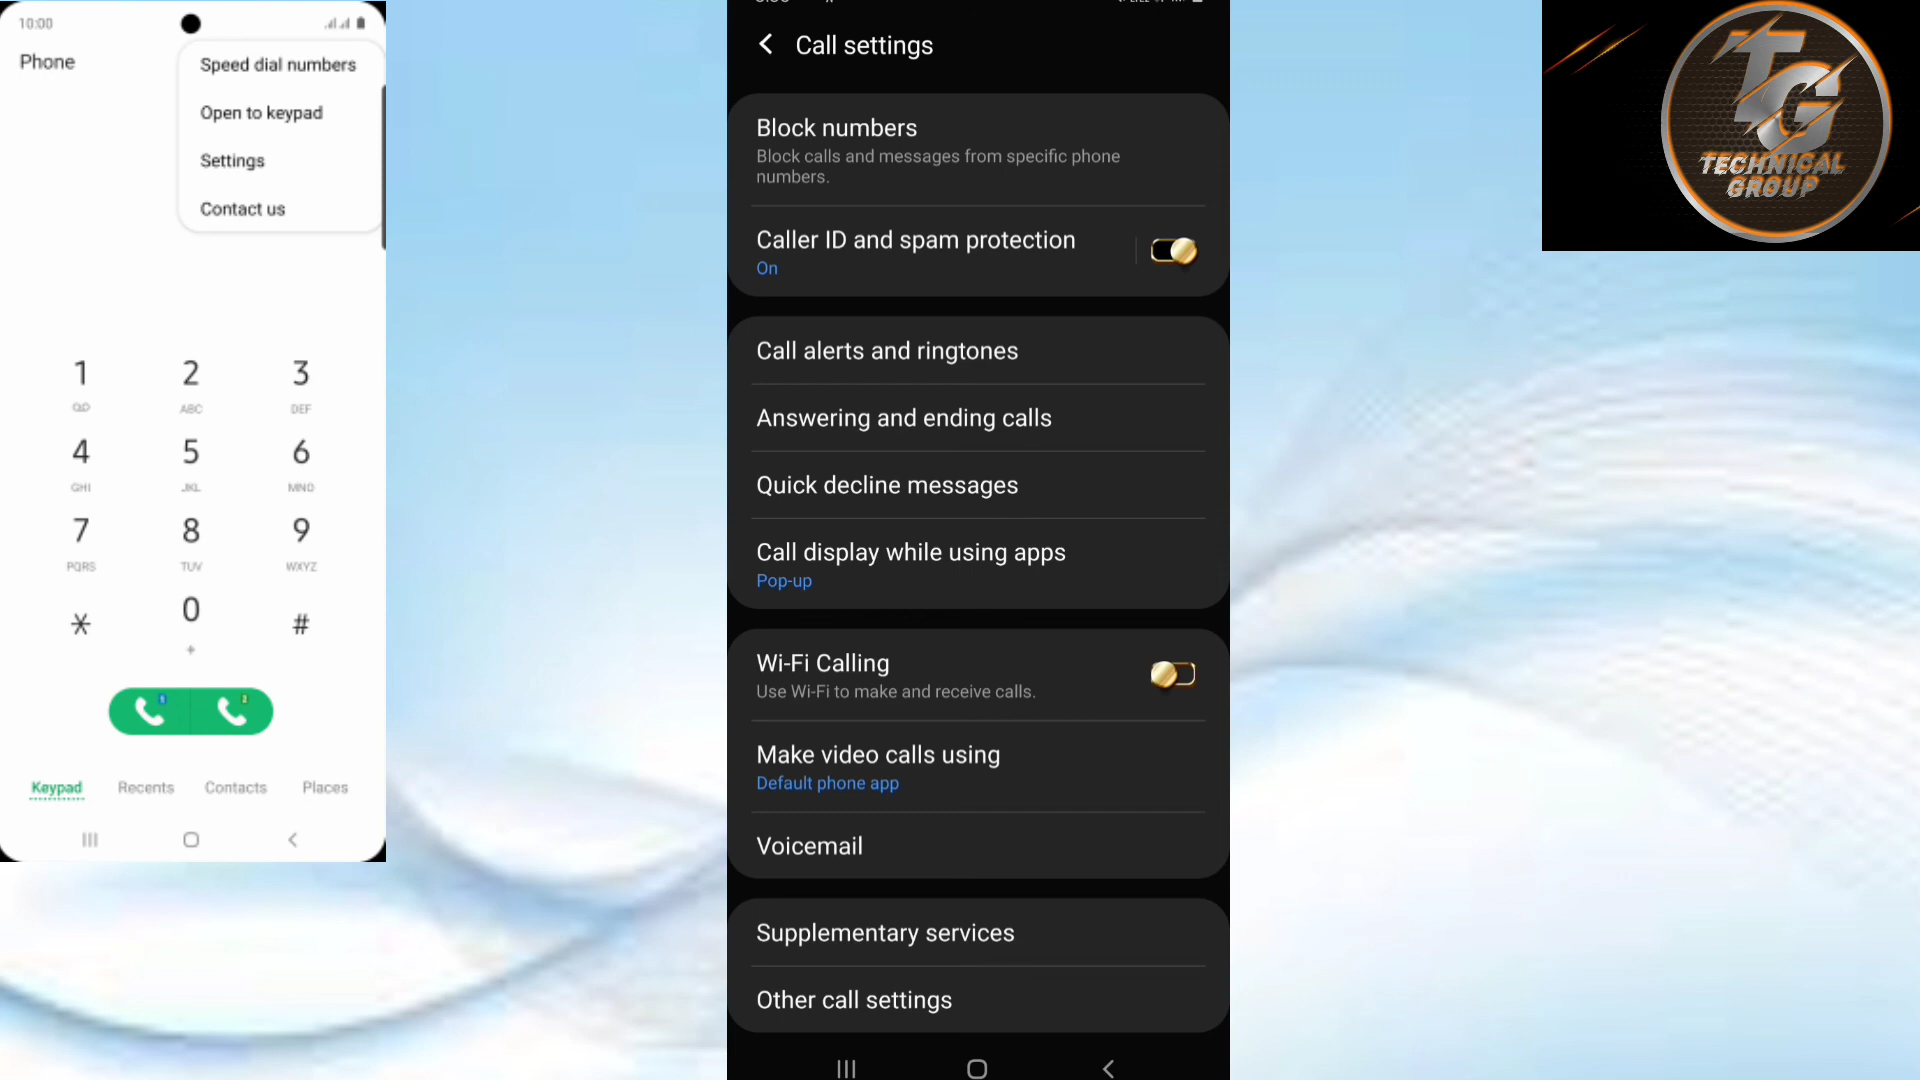 10:00
Phone
Speed dial numbers
Open to keypad
Settings
Contact us
1 2 3
ABC DEF
4 5 6
GHI JKL MNO
7 8 9
PQRS TUV WXYZ
* 0 #
+
Keypad Recents Contacts Places
Call settings
Block numbers
Block calls and messages from specific phone
numbers.
Caller ID and spam protection
On
Call alerts and ringtones
Answering and ending calls
Quick decline messages
Call display while using apps
Pop-up
Wi-Fi Calling
Use Wi-Fi to make and receive calls.
Make video calls using
Default phone app
Voicemail
Supplementary services
Other call settings
TG
TECHNICAL
GROUP